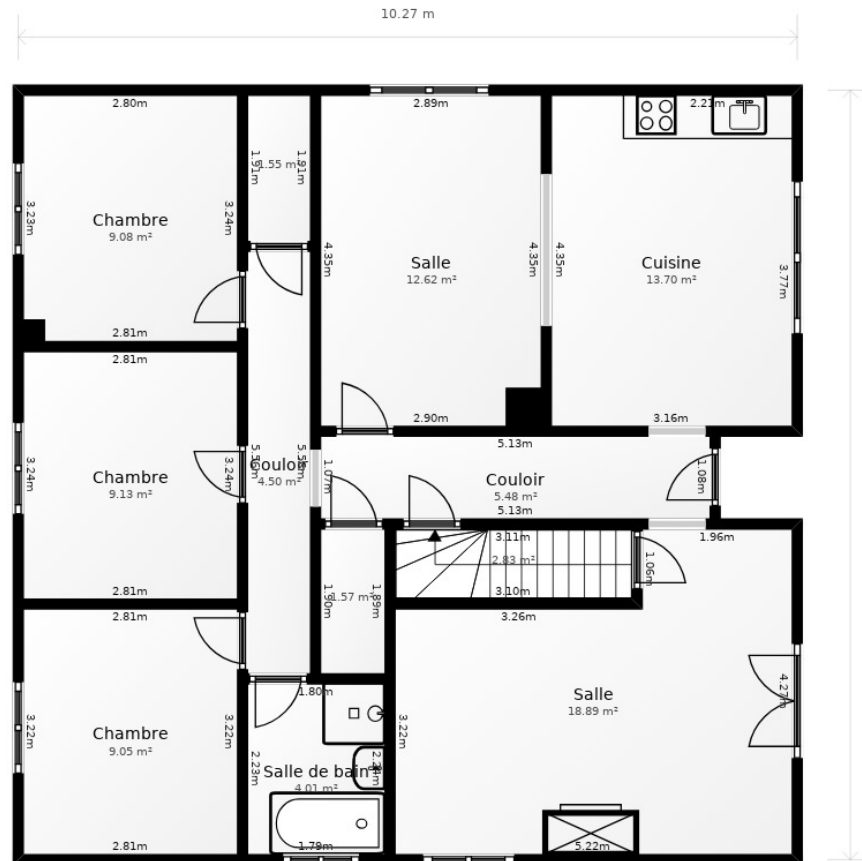 10.27 m
2.80m
2.89m
2.21m
1.91m
1.55 m²
1.91m
3.23m
3.24m
Chambre
9.08 m²
4.35m
Salle
12.62 m²
4.35m
4.35m
Cuisine
13.70 m²
3.77m
2.81m
2.81m
2.90m
3.16m
5.13m
3.24m
Chambre
9.13 m²
3.24m
Couloir
4.50 m²
1.07m
Couloir
5.48 m²
5.13m
1.08m
3.11m
2.83 m²
3.10m
1.06m
1.96m
2.81m
2.81m
1.90m
1.57 m²
1.89m
3.26m
1.80m
3.22m
Chambre
9.05 m²
3.22m
2.23m
Salle de bain
4.01 m²
3.22m
Salle
18.89 m²
4.27m
2.81m
1.79m
5.22m